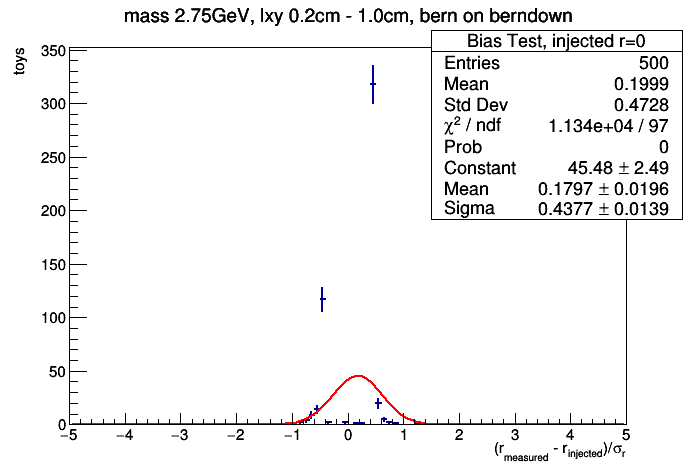 mass 2.75GeV, lxy 0.2cm - 1.0cm, bern on berndown
Bias Test, injected r=0
Entries 500
Mean 0.1999
Std Dev 0.4728
χ² / ndf 1.134e+04 / 97
Prob 0
Constant 45.48 ± 2.49
Mean 0.1797 ± 0.0196
Sigma 0.4377 ± 0.0139
toys
350
300
250
200
150
100
50
0
−5 −4 −3 −2 −1 0 1 2 3 4 5
(r_measured - r_injected)/σ_r